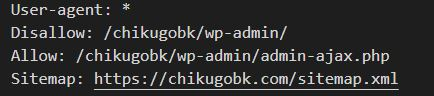 User-agent: *
Disallow: /chikugobk/wp-admin/
Allow: /chikugobk/wp-admin/admin-ajax.php
Sitemap: https://chikugobk.com/sitemap.xml